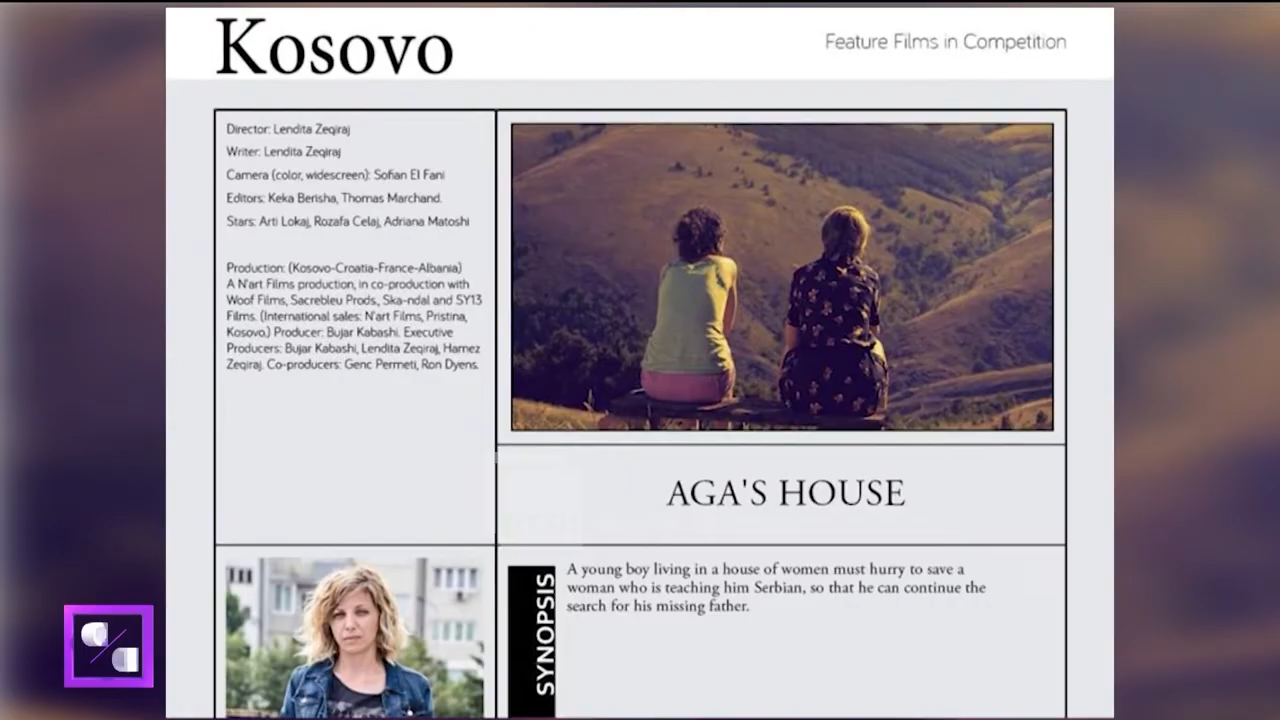 Kosovo
Feature Films in Competition
Director: Lendita Zeqiraj
Writer: Lendita Zeqiraj
Camera (color, widescreen): Sofian El Fani
Editors: Keka Berisha, Thomas Marchand.
Stars: Arti Lokaj, Rozafa Celaj, Adriana Matoshi
Production: (Kosovo-Croatia-France-Albania)
A N'art Films production, in co-production with
Woof Films, Sacrebleu Prods., Ska-ndal and SY13
Films. (International sales: N'art Films, Pristina,
Kosovo.) Producer: Bujar Kabashi. Executive
Producers: Bujar Kabashi, Lendita Zeqiraj, Hamez
Zeqiraj. Co-producers: Genc Permeti, Ron Dyens.
AGA'S HOUSE
SYNOPSIS
A young boy living in a house of women must hurry to save a
woman who is teaching him Serbian, so that he can continue the
search for his missing father.